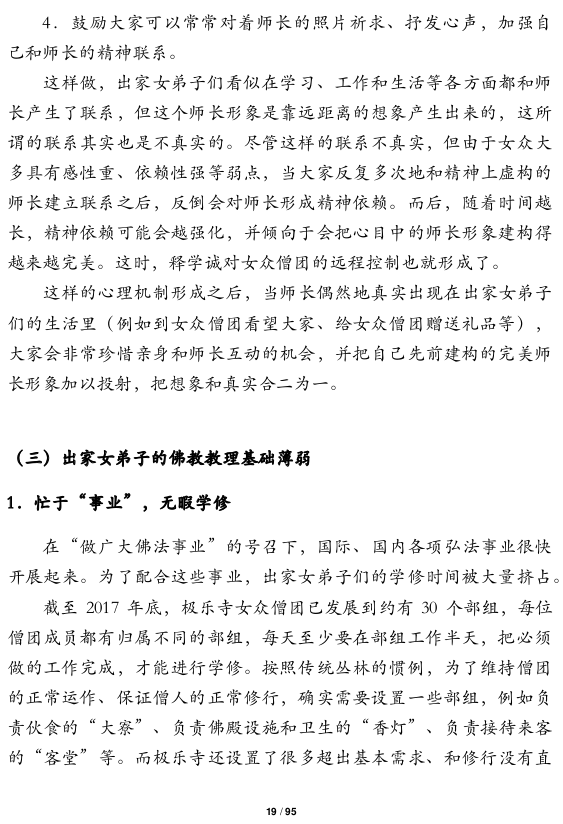 4．鼓励大家可以常常对着师长的照片祈求、抒发心声，加强自
己和师长的精神联系。
这样做，出家女弟子们看似在学习、工作和生活等各方面都和师
长产生了联系，但这个师长形象是靠远距离的想象产生出来的，这所
谓的联系其实也是不真实的。尽管这样的联系不真实，但由于女众大
多具有感性重、依赖性强等弱点，当大家反复多次地和精神上虚构的
师长建立联系之后，反倒会对师长形成精神依赖。而后，随着时间越
长，精神依赖可能会越强化，并倾向于会把心目中的师长形象建构得
越来越完美。这时，释学诚对女众僧团的远程控制也就形成了。
这样的心理机制形成之后，当师长偶然地真实出现在出家女弟子
们的生活里（例如到女众僧团看望大家、给女众僧团赠送礼品等），
大家会非常珍惜亲身和师长互动的机会，并把自己先前建构的完美师
长形象加以投射，把想象和真实合二为一。
（三）出家女弟子的佛教教理基础薄弱
1．忙于“事业”，无暇学修
在“做广大佛法事业”的号召下，国际、国内各项弘法事业很快
开展起来。为了配合这些事业，出家女弟子们的学修时间被大量挤占。
截至 2017 年底，极乐寺女众僧团已发展到约有 30 个部组，每位
僧团成员都有归属不同的部组，每天至少要在部组工作半天，把必须
做的工作完成，才能进行学修。按照传统丛林的惯例，为了维持僧团
的正常运作、保证僧人的正常修行，确实需要设置一些部组，例如负
责伙食的“大寮”、负责佛殿设施和卫生的“香灯”、负责接待来客
的“客堂”等。而极乐寺还设置了很多超出基本需求、和修行没有直
19 / 95